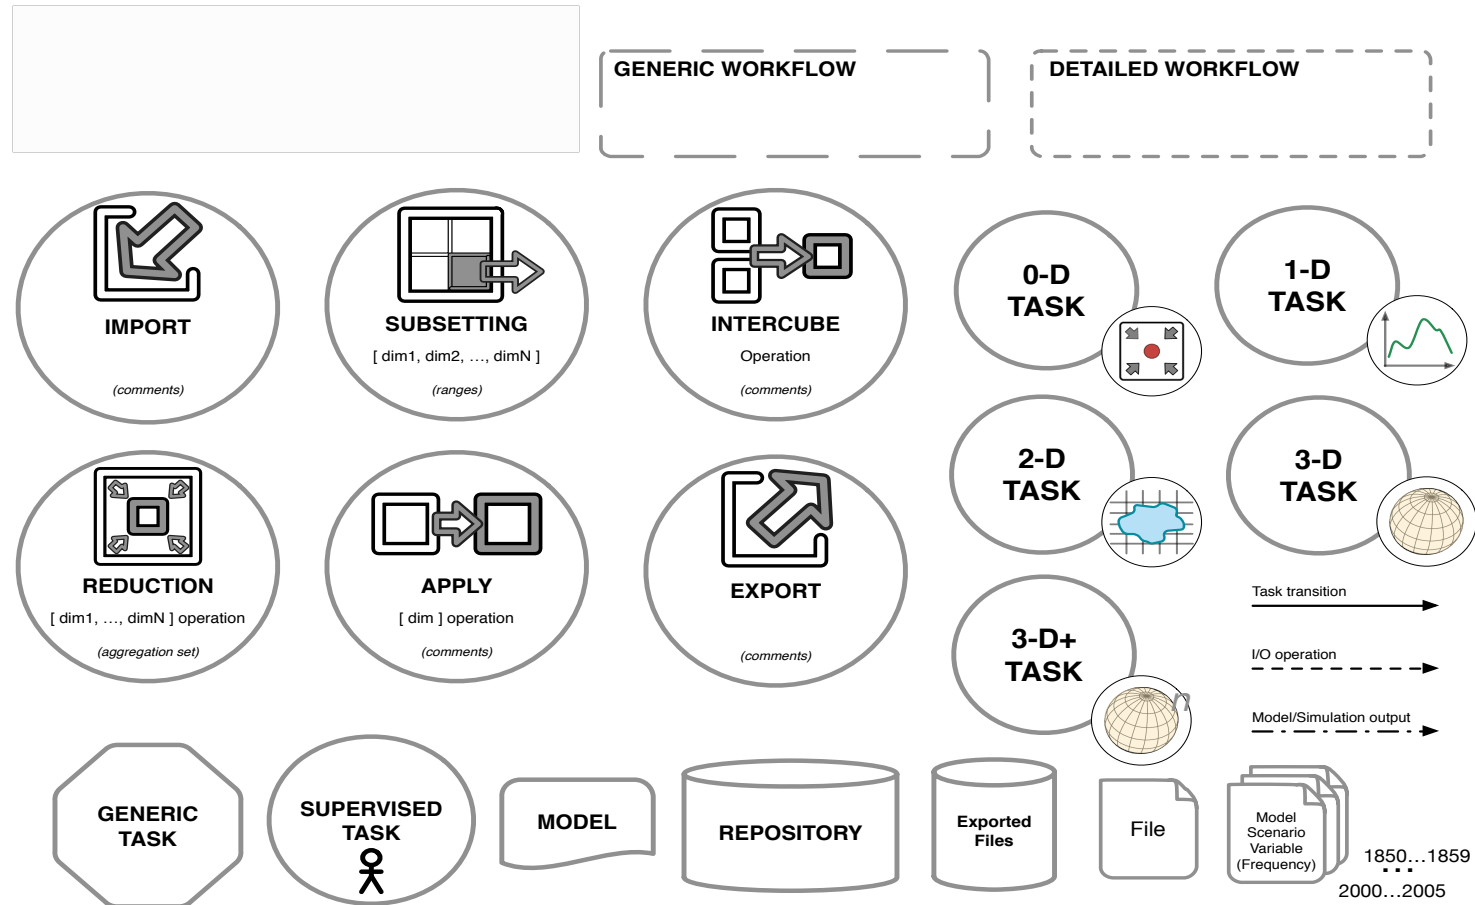 GENERIC WORKFLOW
DETAILED WORKFLOW
IMPORT
(comments)
SUBSETTING
[ dim1, dim2, …, dimN ]
(ranges)
INTERCUBE
Operation
(comments)
0-D
TASK
1-D
TASK
REDUCTION
[ dim1, …, dimN ] operation
(aggregation set)
APPLY
[ dim ] operation
(comments)
EXPORT
(comments)
2-D
TASK
3-D
TASK
3-D+
TASK
n
Task transition
I/O operation
Model/Simulation output
GENERIC
TASK
SUPERVISED
TASK
MODEL
REPOSITORY
Exported
Files
File
Model
Scenario
Variable
(Frequency)
1850…1859
…
2000…2005